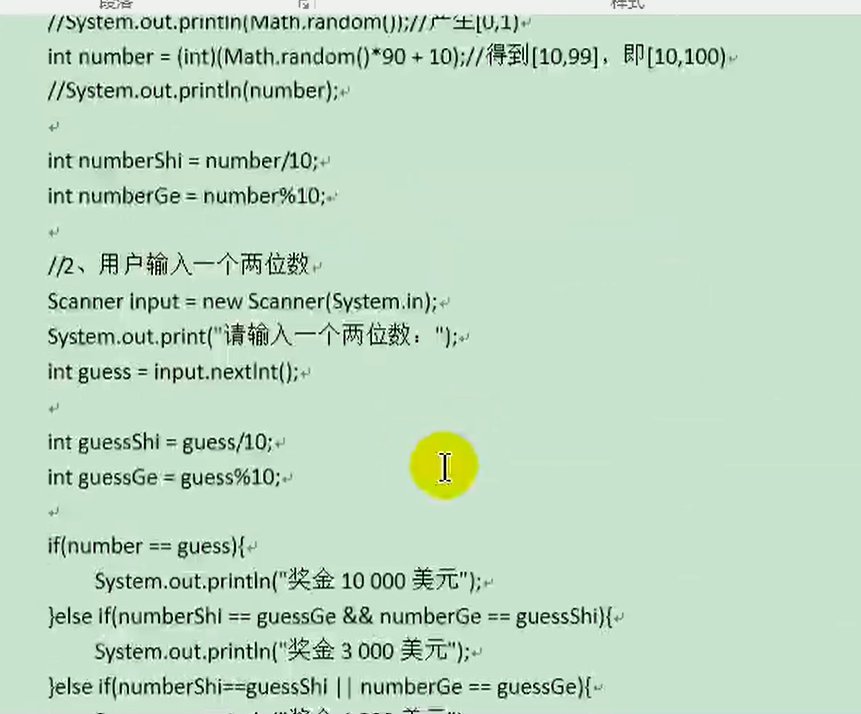 段落
样式
//System.out.println(Math.random());//产生[0,1)
int number = (int)(Math.random()*90 + 10);//得到[10,99]，即[10,100)
//System.out.println(number);
int numberShi = number/10;
int numberGe = number%10;
//2、用户输入一个两位数
Scanner input = new Scanner(System.in);
System.out.print("请输入一个两位数：");
int guess = input.nextInt();
int guessShi = guess/10;
int guessGe = guess%10;
if(number == guess){
System.out.println("奖金 10 000 美元");
}else if(numberShi == guessGe && numberGe == guessShi){
System.out.println("奖金 3 000 美元");
}else if(numberShi==guessShi || numberGe == guessGe){